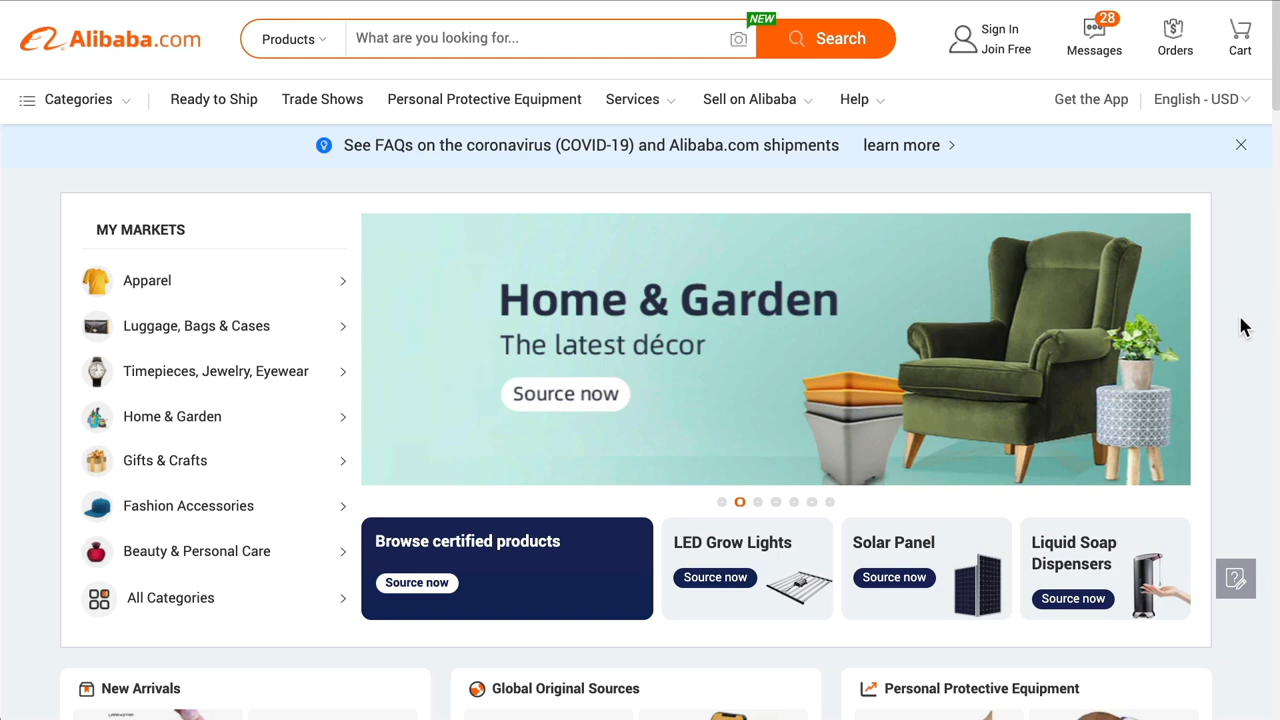 Alibaba.com
Products
What are you looking for...
NEW
Search
Sign In
Join Free
28
Messages
Orders
Cart
Categories
Ready to Ship
Trade Shows
Personal Protective Equipment
Services
Sell on Alibaba
Help
Get the App
English - USD
See FAQs on the coronavirus (COVID-19) and Alibaba.com shipments learn more
MY MARKETS
Apparel
Luggage, Bags & Cases
Timepieces, Jewelry, Eyewear
Home & Garden
Gifts & Crafts
Fashion Accessories
Beauty & Personal Care
All Categories
Home & Garden
The latest décor
Source now
Browse certified products
Source now
LED Grow Lights
Source now
Solar Panel
Source now
Liquid Soap
Dispensers
Source now
New Arrivals
Global Original Sources
Personal Protective Equipment